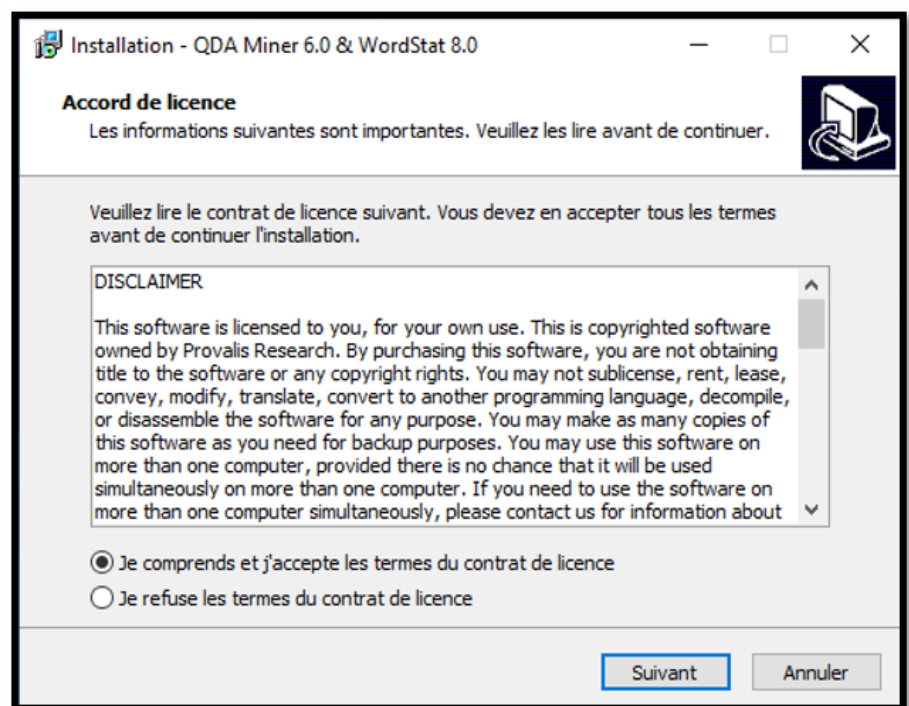 Installation - QDA Miner 6.0 & WordStat 8.0
Accord de licence
Les informations suivantes sont importantes. Veuillez les lire avant de continuer.
Veuillez lire le contrat de licence suivant. Vous devez en accepter tous les termes
avant de continuer l'installation.
DISCLAIMER
This software is licensed to you, for your own use. This is copyrighted software
owned by Provalis Research. By purchasing this software, you are not obtaining
title to the software or any copyright rights. You may not sublicense, rent, lease,
convey, modify, translate, convert to another programming language, decompile,
or disassemble the software for any purpose. You may make as many copies of
this software as you need for backup purposes. You may use this software on
more than one computer, provided there is no chance that it will be used
simultaneously on more than one computer. If you need to use the software on
more than one computer simultaneously, please contact us for information about
Je comprends et j'accepte les termes du contrat de licence
Je refuse les termes du contrat de licence
Suivant
Annuler